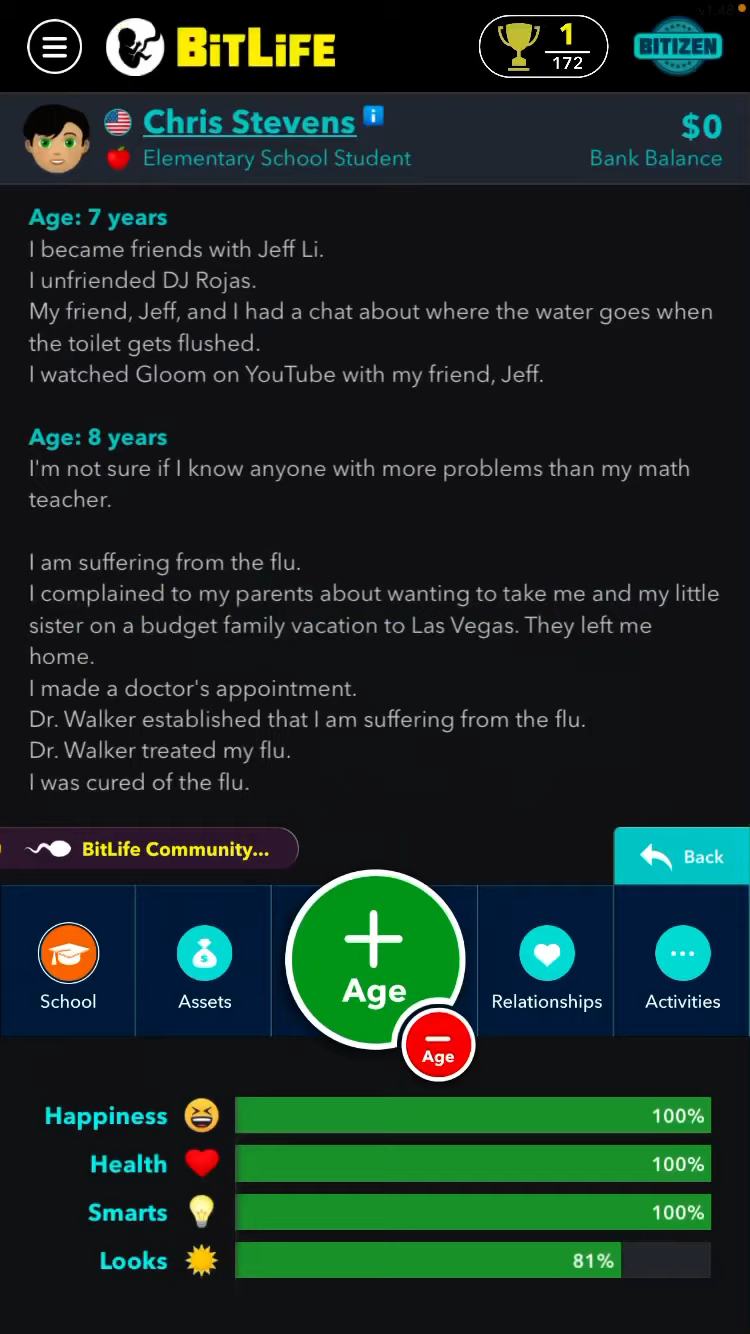 v1.48
BITLIFE
1
172
BITIZEN
Chris Stevens i
$0
Elementary School Student
Bank Balance
Age: 7 years
I became friends with Jeff Li.
I unfriended DJ Rojas.
My friend, Jeff, and I had a chat about where the water goes when
the toilet gets flushed.
I watched Gloom on YouTube with my friend, Jeff.
Age: 8 years
I'm not sure if I know anyone with more problems than my math
teacher.
I am suffering from the flu.
I complained to my parents about wanting to take me and my little
sister on a budget family vacation to Las Vegas. They left me
home.
I made a doctor's appointment.
Dr. Walker established that I am suffering from the flu.
Dr. Walker treated my flu.
I was cured of the flu.
BitLife Community...
Back
School
Assets
Age
Relationships
Activities
Age
Happiness 100%
Health 100%
Smarts 100%
Looks 81%